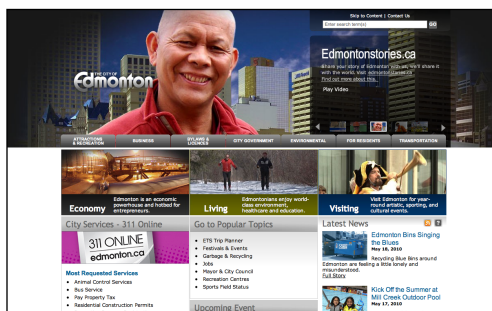 Skip to Content | Contact Us
Enter search term(s) GO
THE CITY OF
Edmonton
Edmontonstories.ca
Share your story of Edmonton with us, we'll share it
with the world. Visit edmontonstories.ca
Find out more about this.
Play Video
ATTRACTIONS & RECREATION
BUSINESS
BYLAWS & LICENCES
CITY GOVERNMENT
ENVIRONMENTAL
FOR RESIDENTS
TRANSPORTATION
Economy
Edmonton is an economic
powerhouse and hotbed for
entrepreneurs.
Living
Edmontonians enjoy world-
class environment,
healthcare and education.
Visiting
Visit Edmonton for year-
round artistic, sporting, and
cultural events.
City Services - 311 Online
311 ONLINE
edmonton.ca
Most Requested Services
Animal Control Services
Bus Service
Pay Property Tax
Residential Construction Permits
Go to Popular Topics
ETS Trip Planner
Festivals & Events
Garbage & Recycling
Jobs
Mayor & City Council
Recreation Centres
Sports Field Status
Upcoming Event
Latest News
Edmonton Bins Singing
the Blues
May 18, 2010
Recycling Blue Bins around
Edmonton are feeling a little lonely and
misunderstood.
Full Story
Kick Off the Summer at
Mill Creek Outdoor Pool
May 17, 2010